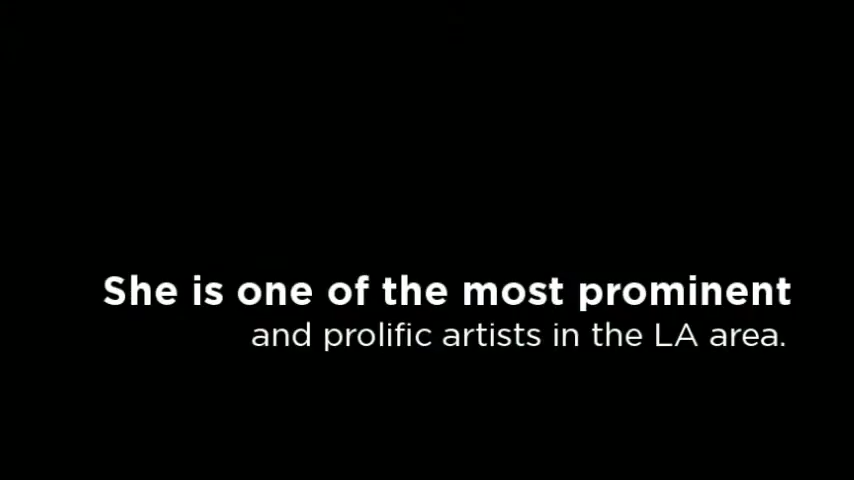 She is one of the most prominent
and prolific artists in the LA area.